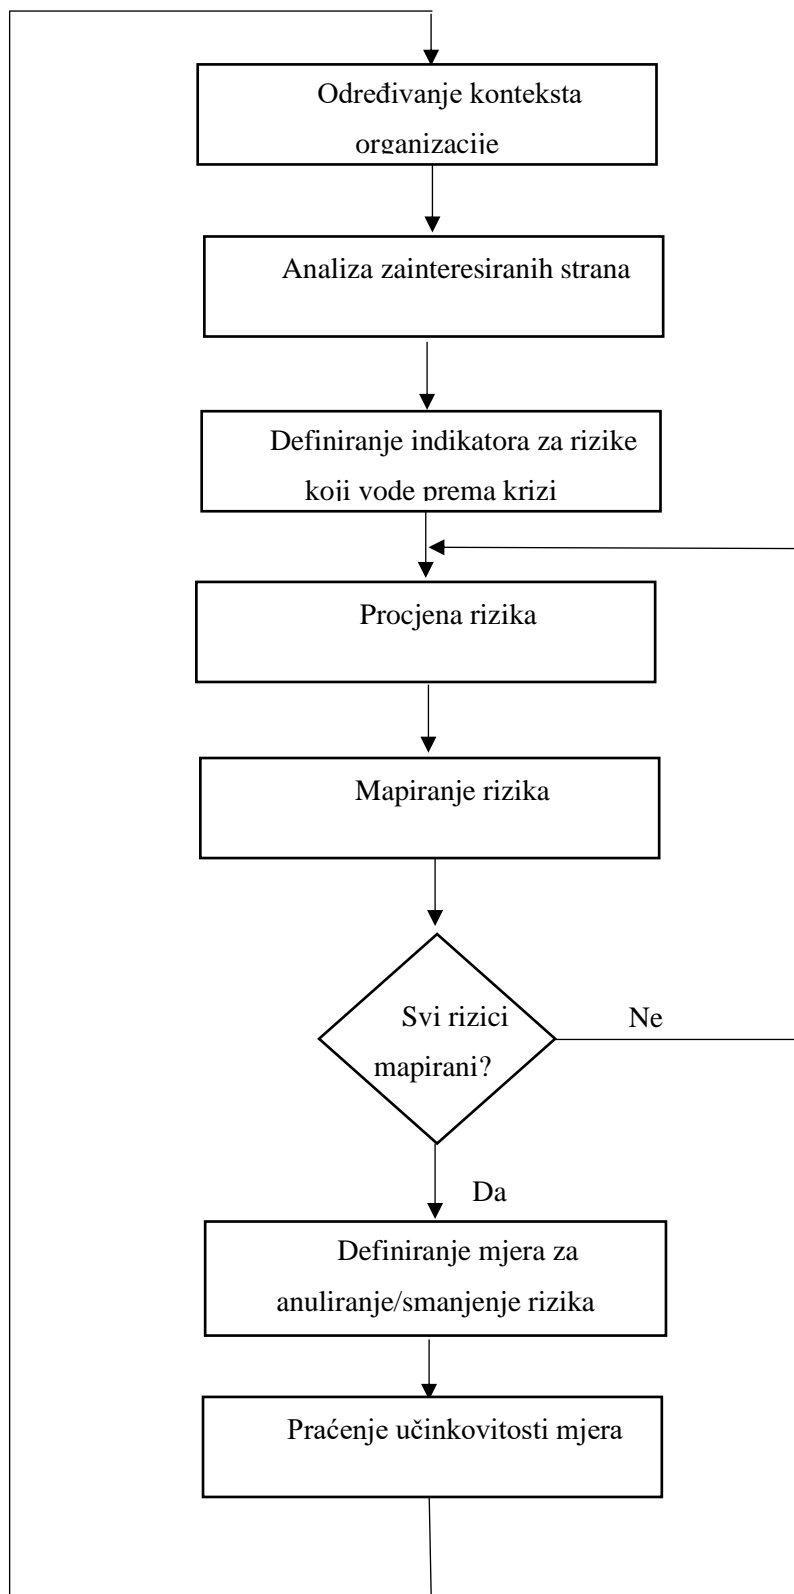 Određivanje konteksta
organizacije
Analiza zainteresiranih strana
Definiranje indikatora za rizike
koji vode prema krizi
Procjena rizika
Mapiranje rizika
Svi rizici
mapirani?
Ne
Da
Definiranje mjera za
anuliranje/smanjenje rizika
Praćenje učinkovitosti mjera